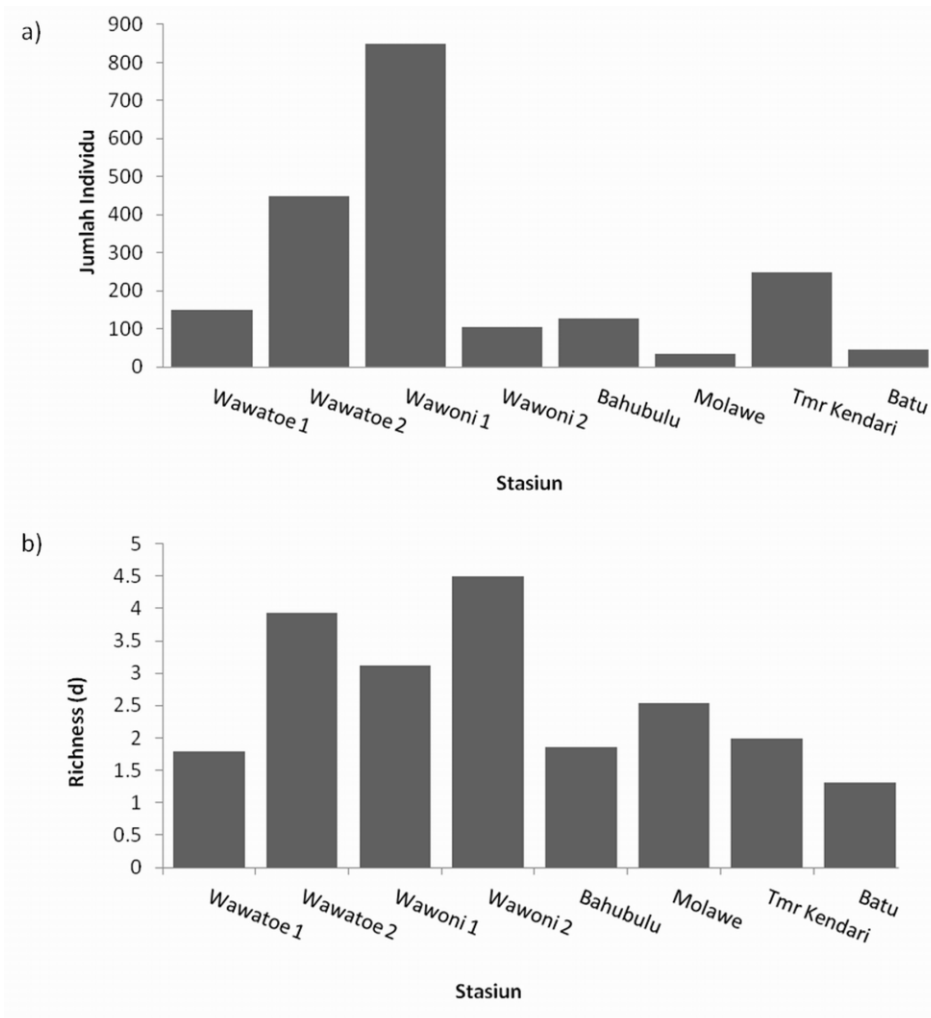 a)
Jumlah Individu
900
800
700
600
500
400
300
200
100
0
Wawatoe 1
Wawatoe 2
Wawoni 1
Wawoni 2
Bahubulu
Molawe
Tmr Kendari
Batu
Stasiun
b)
Richness (d)
5
4.5
4
3.5
3
2.5
2
1.5
1
0.5
0
Wawatoe 1
Wawatoe 2
Wawoni 1
Wawoni 2
Bahubulu
Molawe
Tmr Kendari
Batu
Stasiun